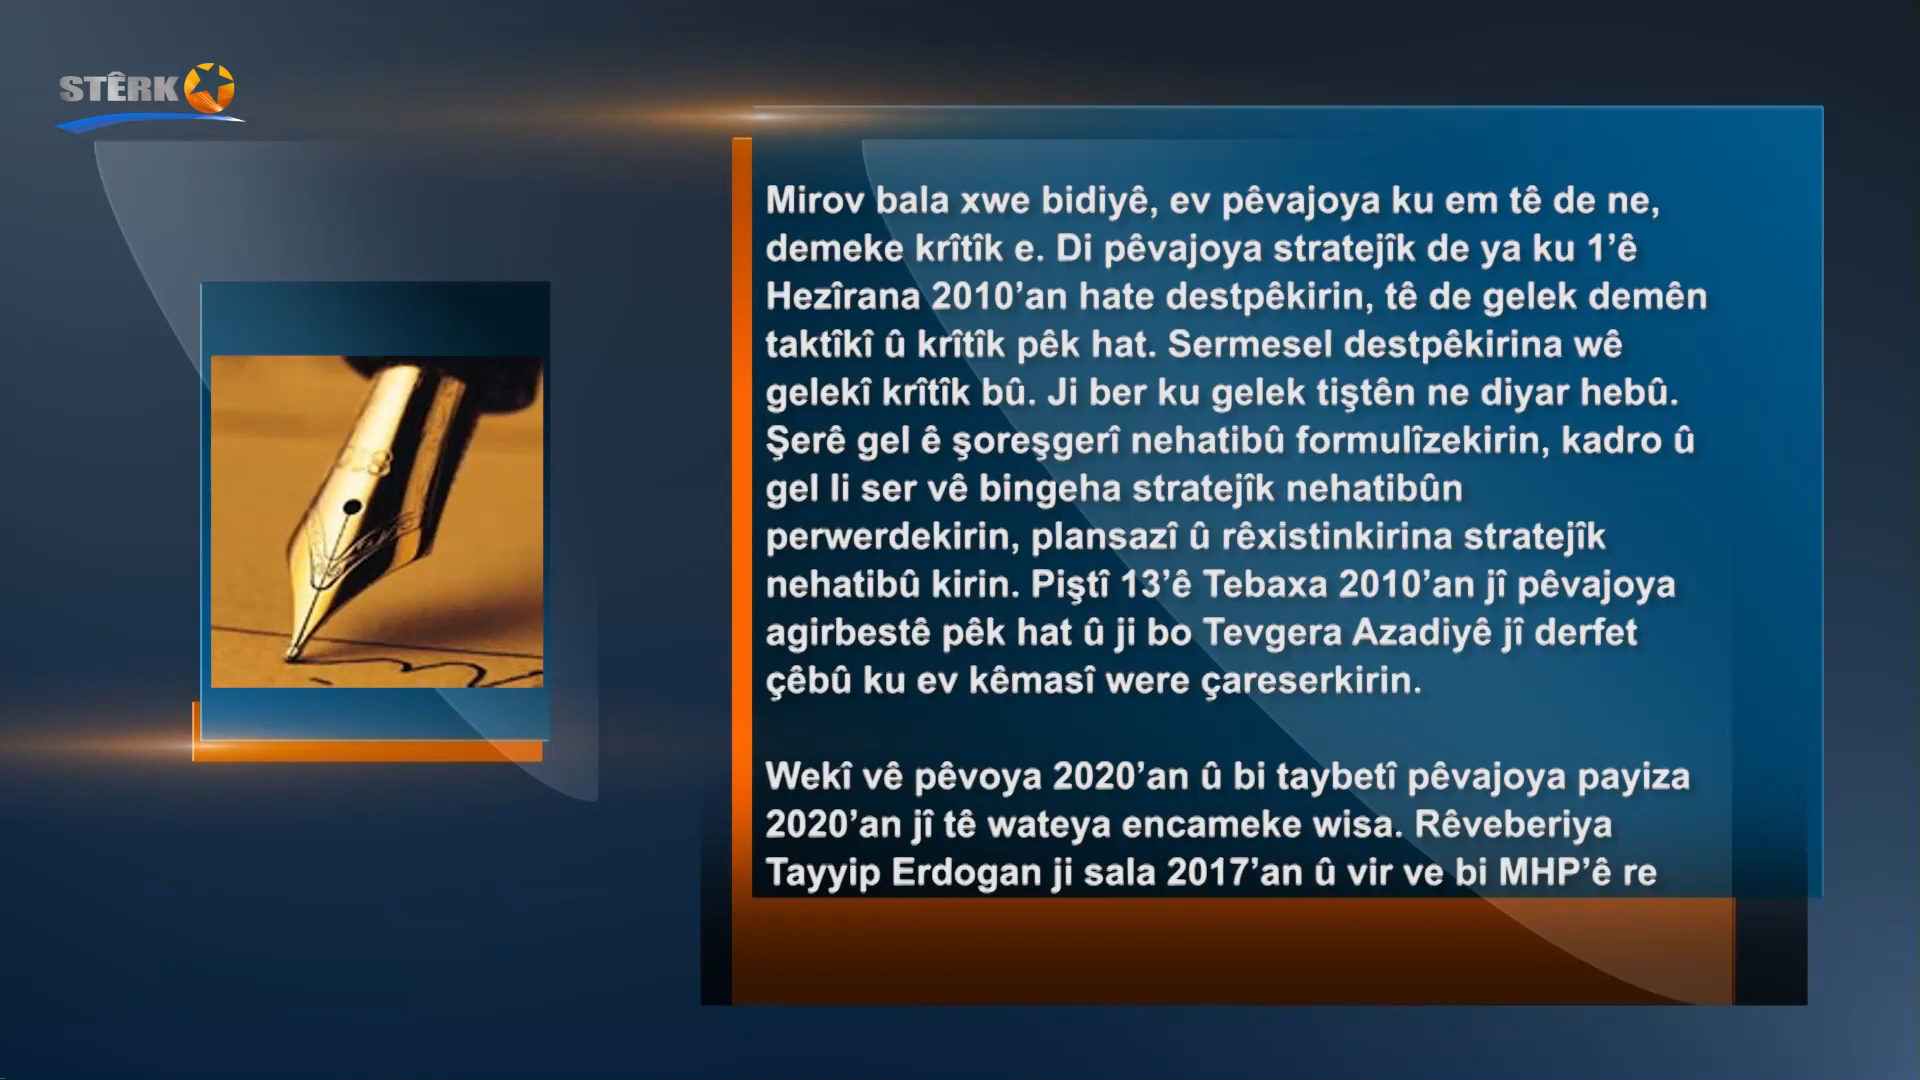 STÊRK
Mirov bala xwe bidiyê, ev pêvajoya ku em tê de ne,
demeke krîtîk e. Di pêvajoya stratejîk de ya ku 1’ê
Hezîrana 2010’an hate destpêkirin, tê de gelek demên
taktîkî û krîtîk pêk hat. Sermesel destpêkirina wê
gelekî krîtîk bû. Ji ber ku gelek tiştên ne diyar hebû.
Şerê gel ê şoreşgerî nehatibû formulîzekirin, kadro û
gel li ser vê bingeha stratejîk nehatibûn
perwerdekirin, plansazî û rêxistinkirina stratejîk
nehatibû kirin. Piştî 13’ê Tebaxa 2010’an jî pêvajoya
agirbestê pêk hat û ji bo Tevgera Azadiyê jî derfet
çêbû ku ev kêmasî were çareserkirin.
Wekî vê pêvoya 2020’an û bi taybetî pêvajoya payiza
2020’an jî tê wateya encameke wisa. Rêveberiya
Tayyip Erdogan ji sala 2017’an û vir ve bi MHP’ê re